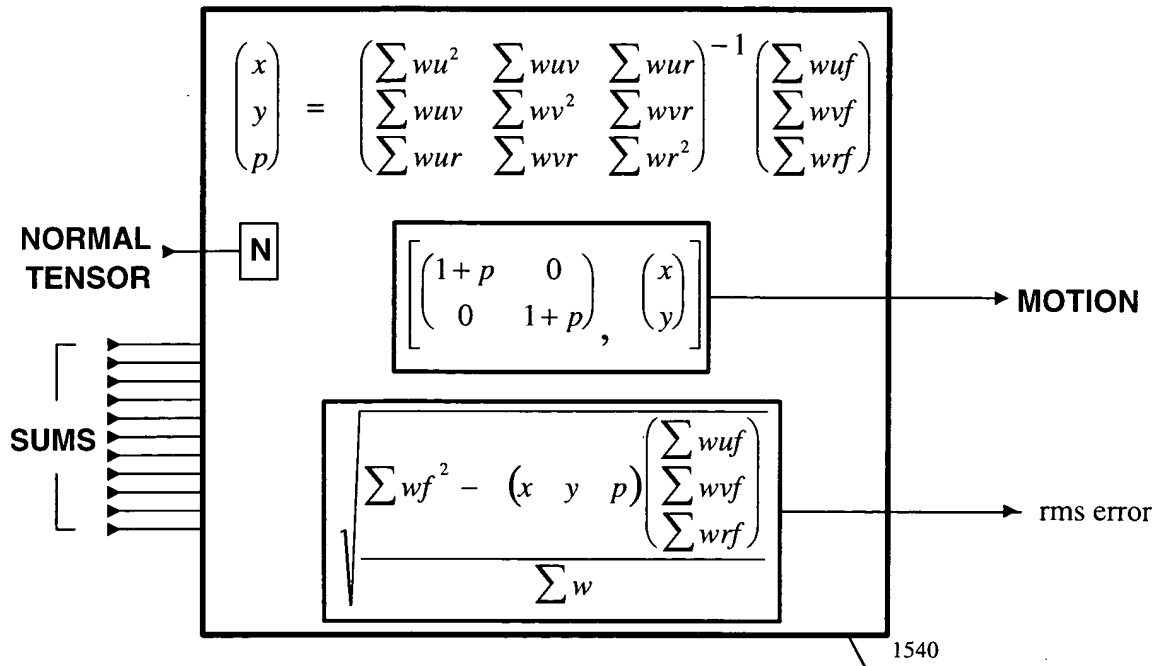 (x y p) = (∑wu² ∑wuv ∑wur
∑wuv ∑wv² ∑wvr
∑wur ∑wvr ∑wr²)⁻¹ (∑wuf
∑wvf
∑wrf)
NORMAL
TENSOR
N
[(1+p 0
0 1+p), (x
y)]
MOTION
SUMS
√ ∑wf² − (x y p) (∑wuf
∑wvf
∑wrf)
∑w
rms error
1540